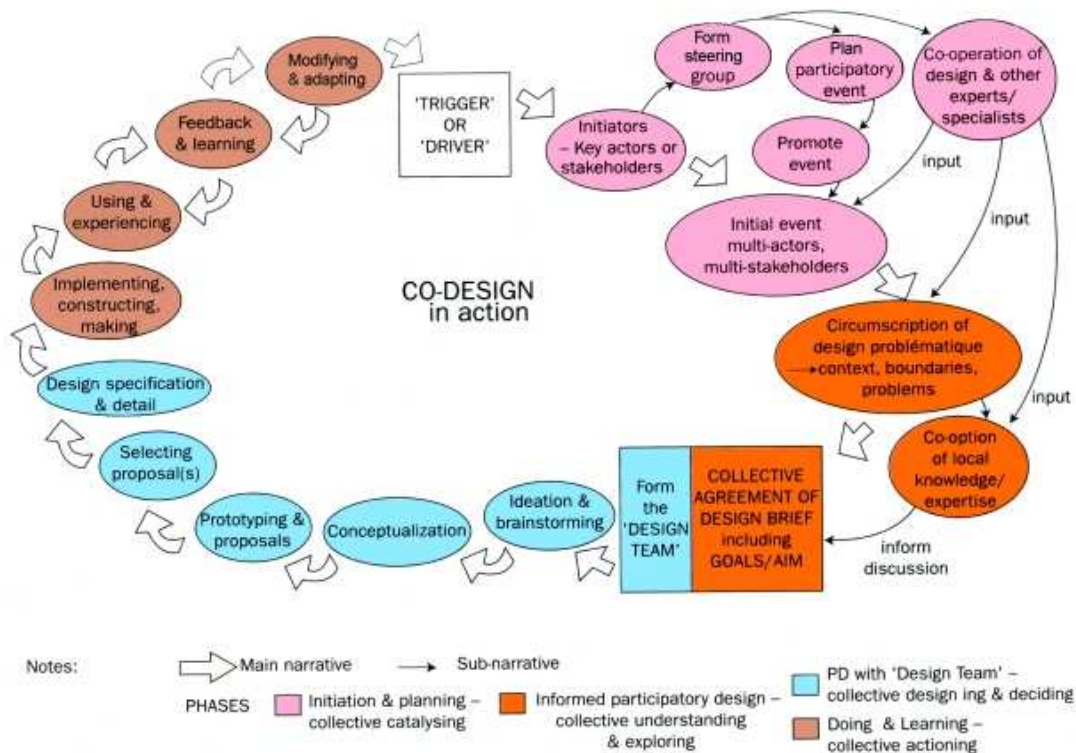 Modifying
& adapting
Feedback
& learning
Using &
experiencing
Implementing,
constructing,
making
Design specification
& detail
Selecting
proposal(s)
Prototyping &
proposals
Conceptualization
Ideation &
brainstorming
Form
the
'DESIGN
TEAM'
COLLECTIVE
AGREEMENT OF
DESIGN BRIEF
including
GOALS/AIM
'TRIGGER'
OR
'DRIVER'
Initiators
– Key actors or
stakeholders
Form
steering
group
Plan
participatory
event
Promote
event
Co-operation of
design & other
experts/
specialists
input
input
input
Initial event
multi-actors,
multi-stakeholders
CO-DESIGN
in action
Circumscription of
design problématique
context, boundaries,
problems
Co-option
of local
knowledge/
expertise
inform
discussion
Notes:
Main narrative
Sub-narrative
PHASES
Initiation & planning –
collective catalysing
Informed participatory design –
collective understanding
& exploring
PD with 'Design Team' –
collective design ing & deciding
Doing & Learning –
collective actioning